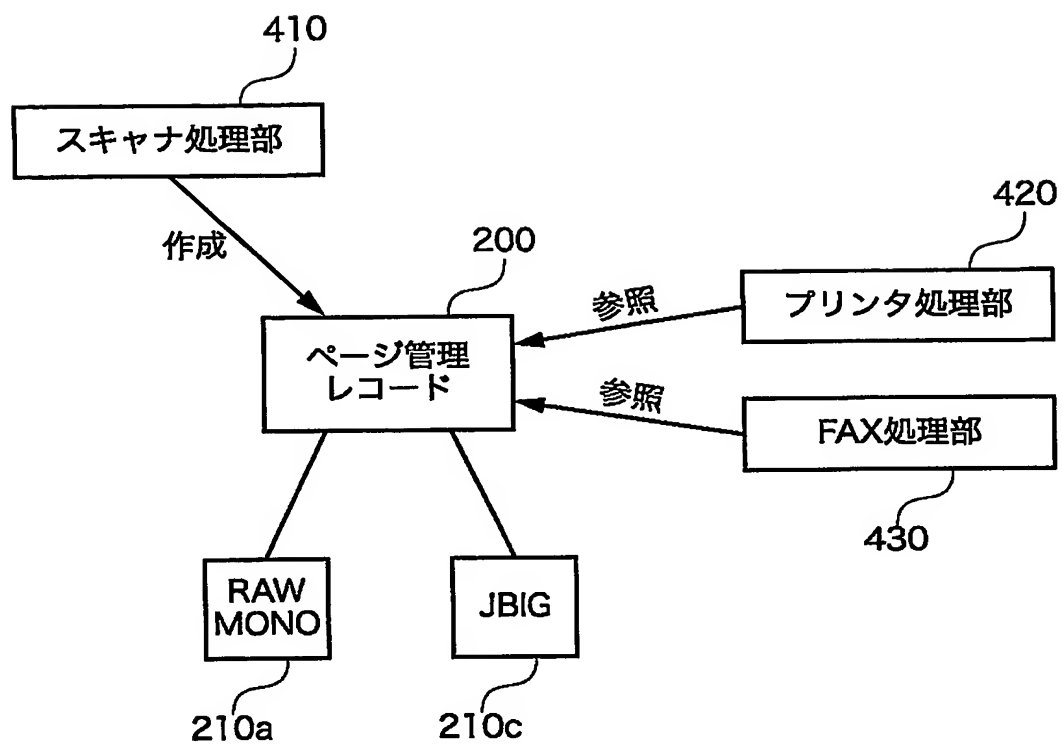 410
スキャナ処理部
作成
200
420
参照
プリンタ処理部
ページ管理
レコード
参照
FAX処理部
430
RAW
MONO
JBIG
210a
210c